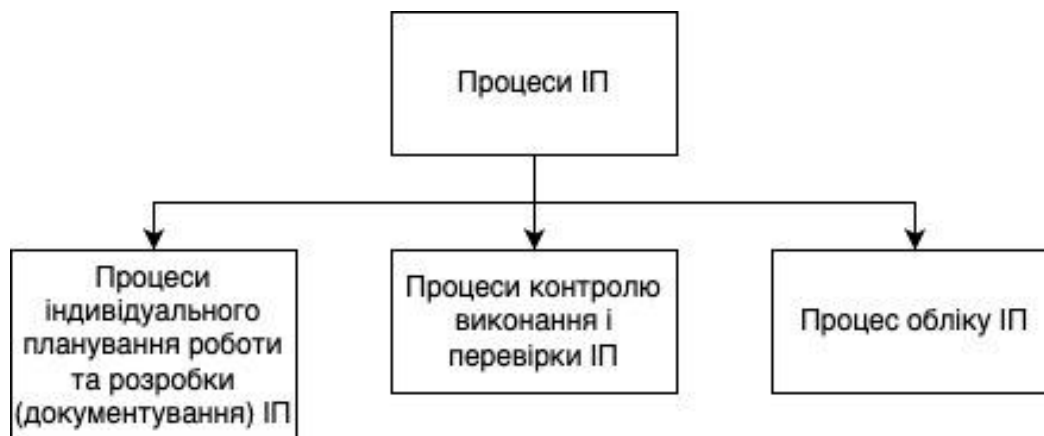 Процеси ІП
Процеси
індивідуального
планування роботи
та розробки
(документування) ІП
Процеси контролю
виконання і
перевірки ІП
Процес обліку ІП